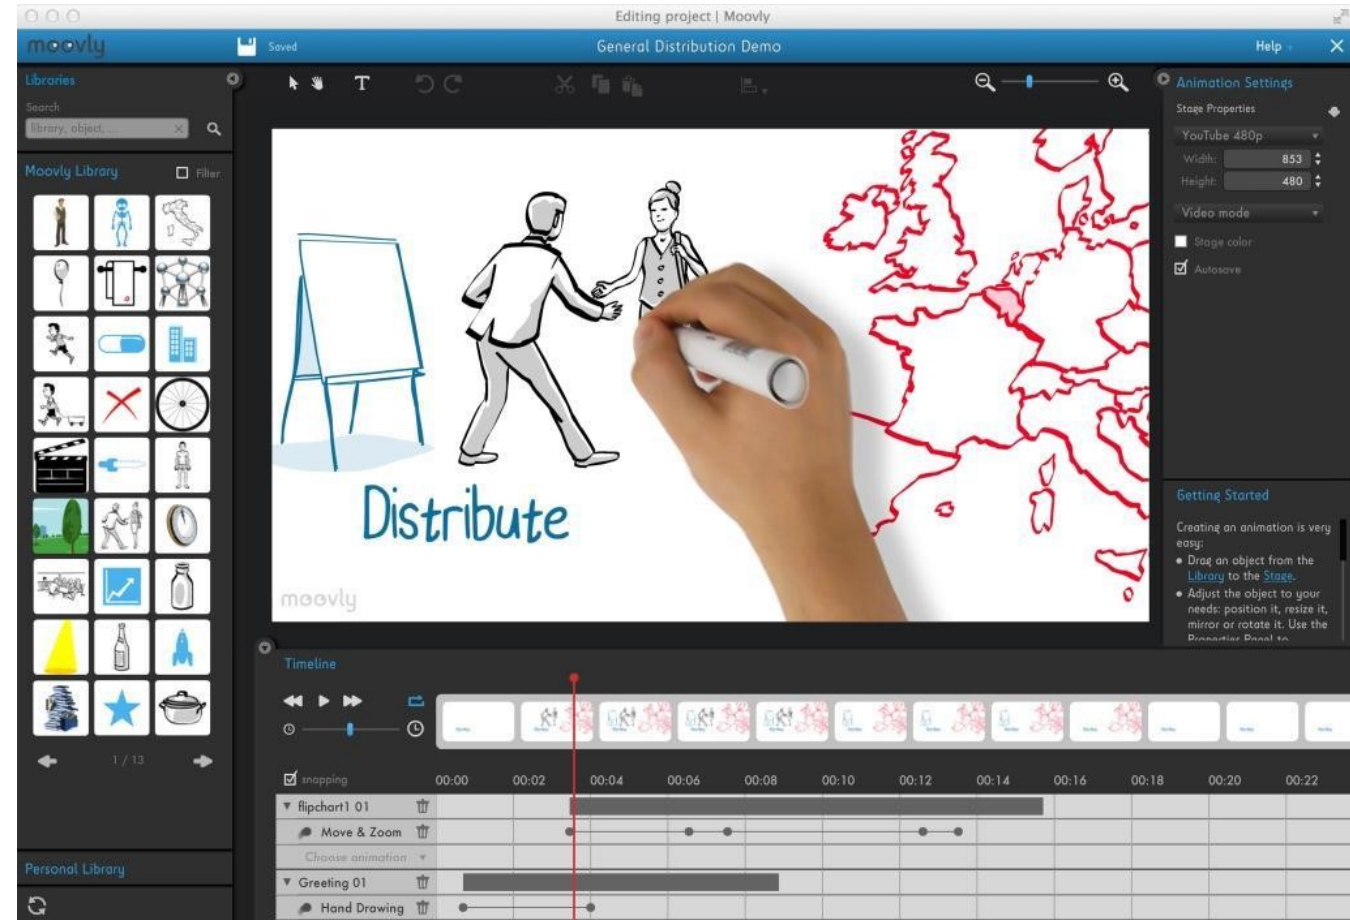 Editing project | Moovly
moovly
Saved
General Distribution Demo
Help
Libraries
Search
library, object, ...
T
Animation Settings
Stage Properties
YouTube 480p
Width: 853
Height: 480
Video mode
Stage color
Autosave
Moovly Library
Filter
1 / 13
Personal Library
Distribute
moovly
Getting Started
Creating an animation is very
easy:
• Drag an object from the
Library to the Stage.
• Adjust the object to your
needs: position it, resize it,
mirror or rotate it. Use the
Properties Panel to
Timeline
snapping
00:00 00:02 00:04 00:06 00:08 00:10 00:12 00:14 00:16 00:18 00:20 00:22
flipchart1 01
Move & Zoom
Choose animation
Greeting 01
Hand Drawing